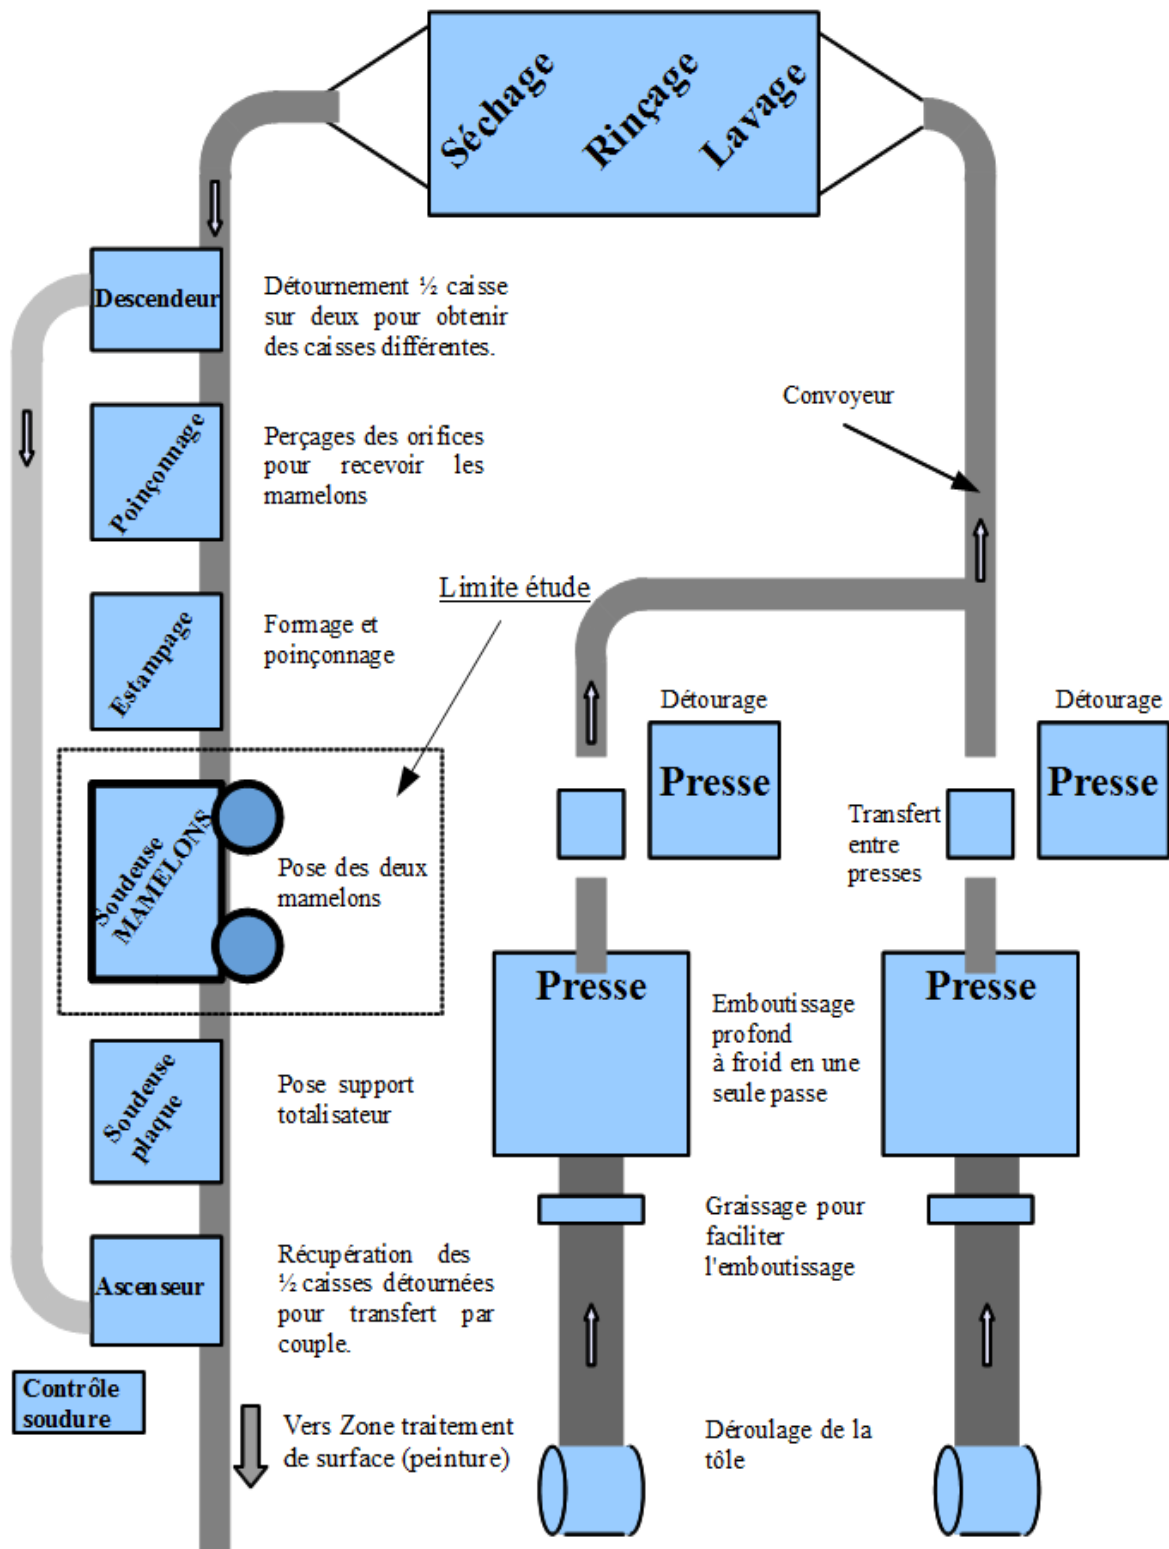 Séchage
Rinçage
Lavage
Descendeur
Détournement ½ caisse
sur deux pour obtenir
des caisses différentes.
Convoyeur
Poinçonnage
Perçages des orifices
pour recevoir les
mamelons
Limite étude
Estampage
Formage et
poinçonnage
Détourage
Presse
Détourage
Presse
Transfert
entre
presses
Soudeuse
MAMELONS
Pose des deux
mamelons
Presse
Presse
Emboutissage
profond
à froid en une
seule passe
Soudeuse
plaque
Pose support
totalisateur
Graissage pour
faciliter
l'emboutissage
Ascenseur
Récupération des
½ caisses détournées
pour transfert par
couple.
Contrôle
soudure
Vers Zone traitement
de surface (peinture)
Déroulage de la
tôle